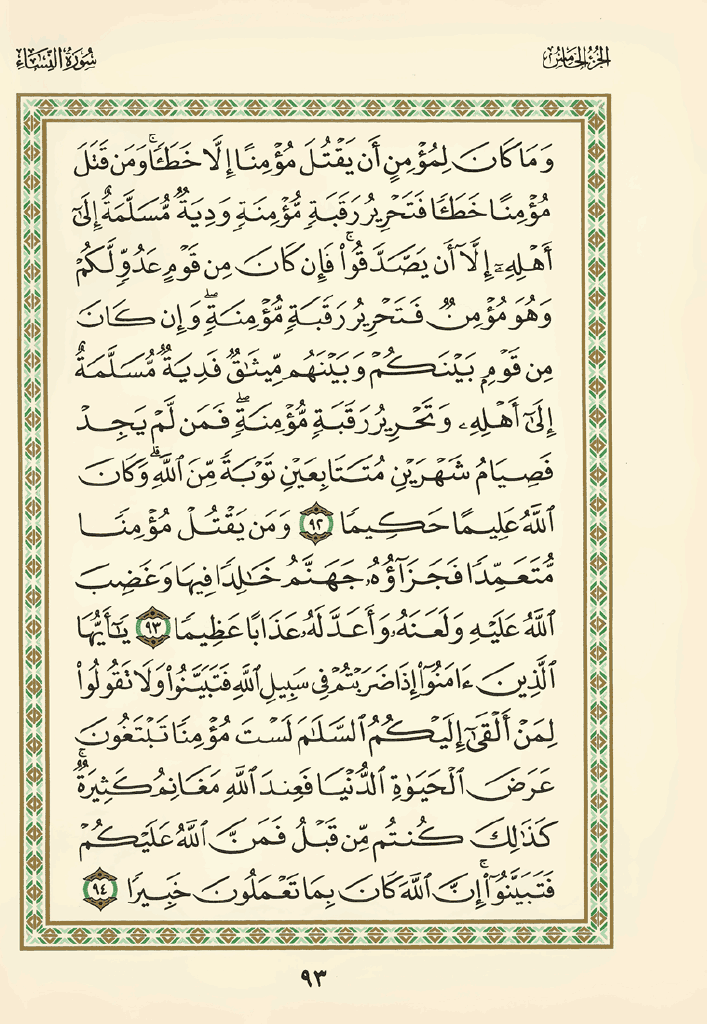 الجزء الخامس
سورة النساء
وَمَا كَانَ لِمُؤْمِنٍ أَن يَقْتُلَ مُؤْمِنًا إِلَّا خَطَـًٔا ۚ وَمَن قَتَلَ
مُؤْمِنًا خَطَـًٔا فَتَحْرِيرُ رَقَبَةٍ مُّؤْمِنَةٍ وَدِيَةٌ مُّسَلَّمَةٌ إِلَىٰٓ
أَهْلِهِۦٓ إِلَّآ أَن يَصَّدَّقُوا۟ ۚ فَإِن كَانَ مِن قَوْمٍ عَدُوٍّ لَّكُمْ
وَهُوَ مُؤْمِنٌ فَتَحْرِيرُ رَقَبَةٍ مُّؤْمِنَةٍ ۖ وَإِن كَانَ
مِن قَوْمٍۭ بَيْنَكُمْ وَبَيْنَهُم مِّيثَـٰقٌ فَدِيَةٌ مُّسَلَّمَةٌ
إِلَىٰٓ أَهْلِهِۦ وَتَحْرِيرُ رَقَبَةٍ مُّؤْمِنَةٍ ۖ فَمَن لَّمْ يَجِدْ
فَصِيَامُ شَهْرَيْنِ مُتَتَابِعَيْنِ تَوْبَةً مِّنَ ٱللَّهِ ۗ وَكَانَ
ٱللَّهُ عَلِيمًا حَكِيمًا ٩٢ وَمَن يَقْتُلْ مُؤْمِنًا
مُّتَعَمِّدًا فَجَزَآؤُهُۥ جَهَنَّمُ خَـٰلِدًا فِيهَا وَغَضِبَ
ٱللَّهُ عَلَيْهِ وَلَعَنَهُۥ وَأَعَدَّ لَهُۥ عَذَابًا عَظِيمًا ٩٣ يَـٰٓأَيُّهَا
ٱلَّذِينَ ءَامَنُوٓا۟ إِذَا ضَرَبْتُمْ فِى سَبِيلِ ٱللَّهِ فَتَبَيَّنُوا۟ وَلَا تَقُولُوا۟
لِمَنْ أَلْقَىٰٓ إِلَيْكُمُ ٱلسَّلَـٰمَ لَسْتَ مُؤْمِنًا تَبْتَغُونَ
عَرَضَ ٱلْحَيَوٰةِ ٱلدُّنْيَا فَعِندَ ٱللَّهِ مَغَانِمُ كَثِيرَةٌ ۚ
كَذَٰلِكَ كُنتُم مِّن قَبْلُ فَمَنَّ ٱللَّهُ عَلَيْكُمْ
فَتَبَيَّنُوٓا۟ ۚ إِنَّ ٱللَّهَ كَانَ بِمَا تَعْمَلُونَ خَبِيرًا ٩٤
٩٣